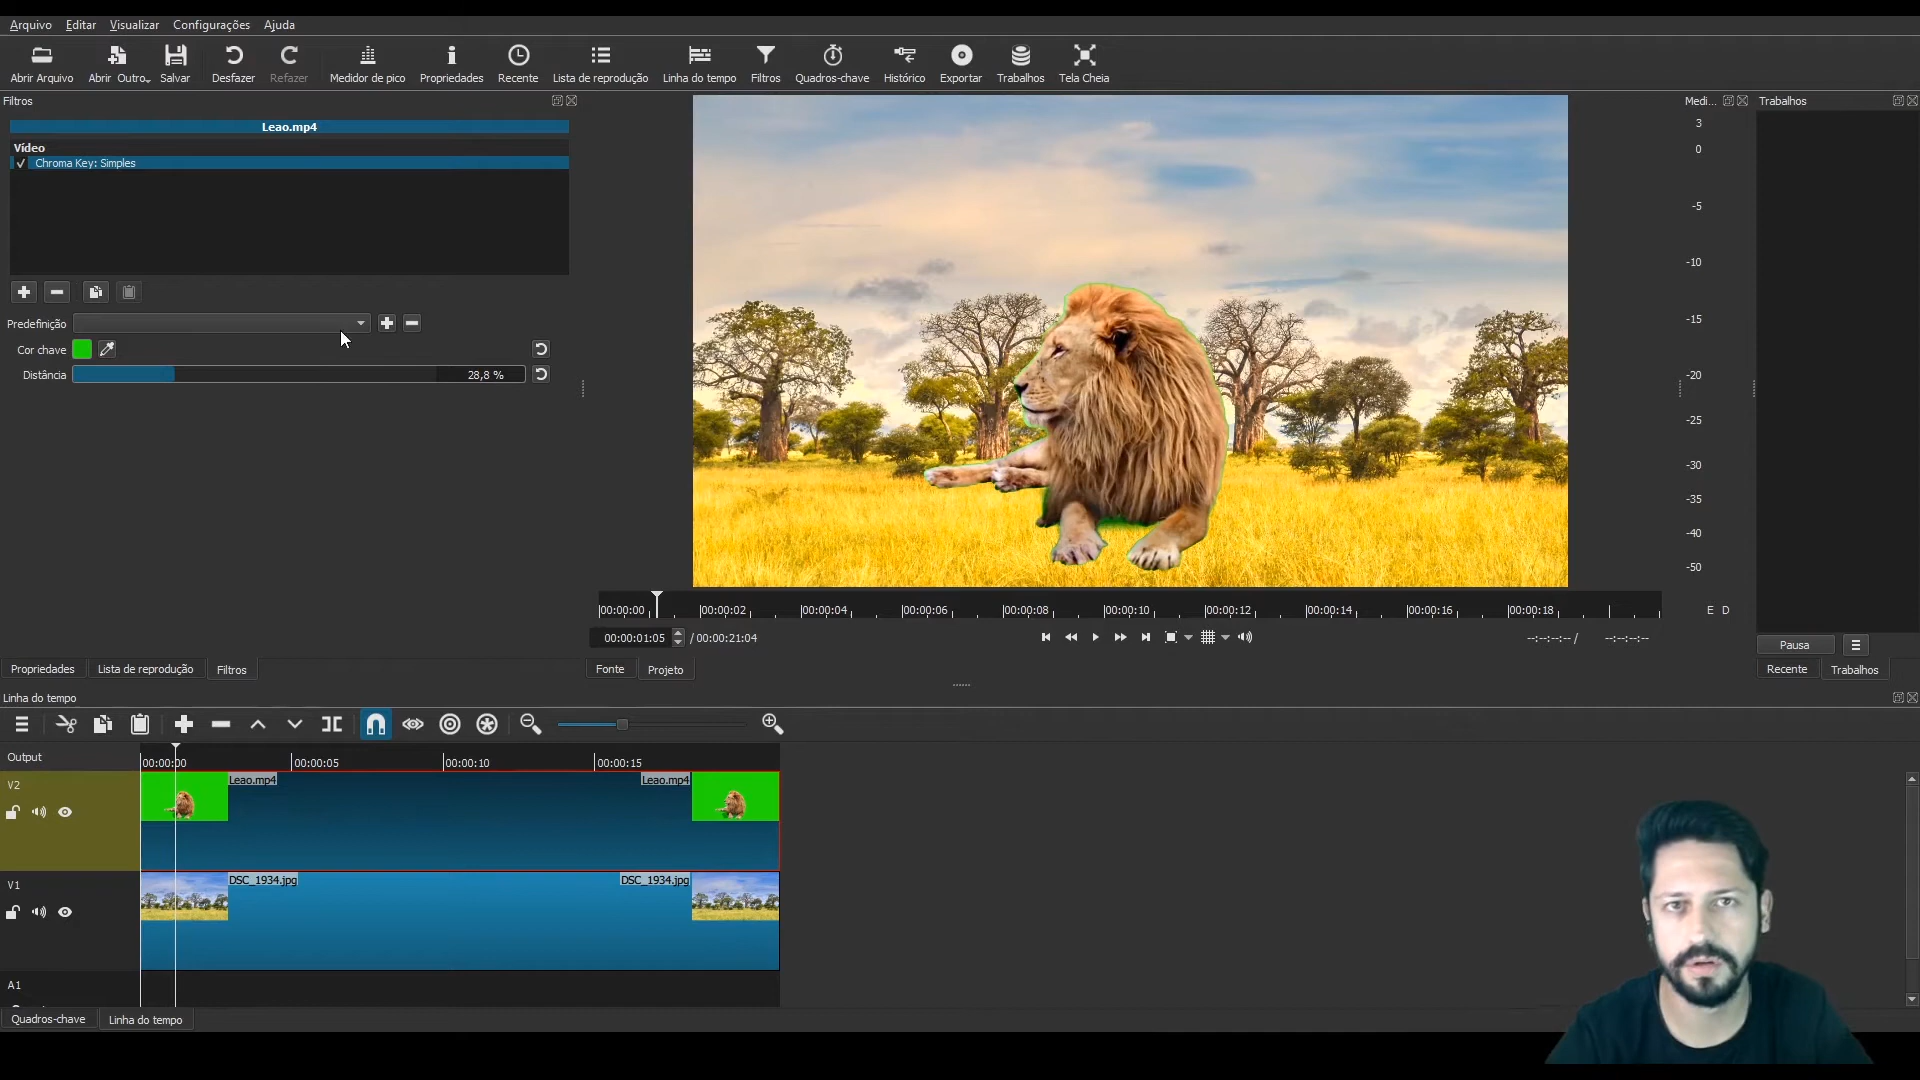 Arquivo Editar Visualizar Configurações Ajuda
Abrir Arquivo Abrir Outro... Salvar Desfazer Refazer Medidor de pico Propriedades Recente Lista de reprodução Linha do tempo Filtros Quadros-chave Histórico Exportar Trabalhos Tela Cheia
Filtros
Leao.mp4
Vídeo
✓ Chroma Key: Simples
Predefinição
Cor chave
Distância 28,8 %
Propriedades Lista de reprodução Filtros
00:00:00 00:00:02 00:00:04 00:00:06 00:00:08 00:00:10 00:00:12 00:00:14 00:00:16 00:00:18
00:00:01:05 / 00:00:21:04 --:--:--:-- / --:--:--:--
Fonte Projeto
Medi...
3
0
-5
-10
-15
-20
-25
-30
-35
-40
-50
E D
Trabalhos
Pausa
Recente Trabalhos
Linha do tempo
Output
00:00:00 00:00:05 00:00:10 00:00:15
V2
Leao.mp4 Leao.mp4
V1
DSC_1934.jpg DSC_1934.jpg
A1
Quadros-chave Linha do tempo